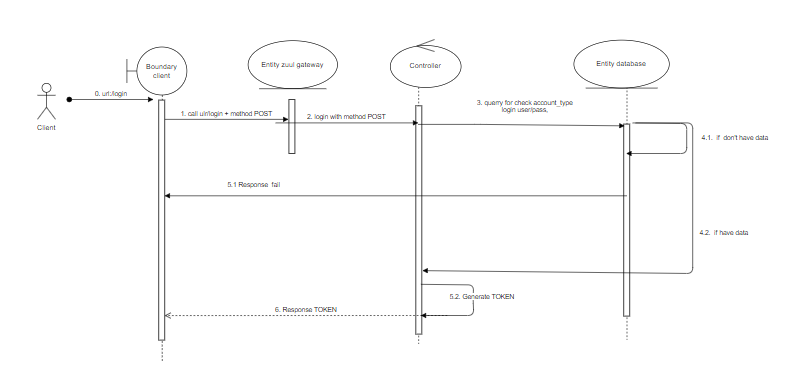 Boundary
client
Entity zuul gateway
Controller
Entity database
Client
0. url:/login
1. call ulr/login + method POST
2. login with method POST
3. querry for check account_type
login user/pass,
4.1. if don't have data
5.1 Response fail
4.2. if have data
5.2. Generate TOKEN
6. Response TOKEN